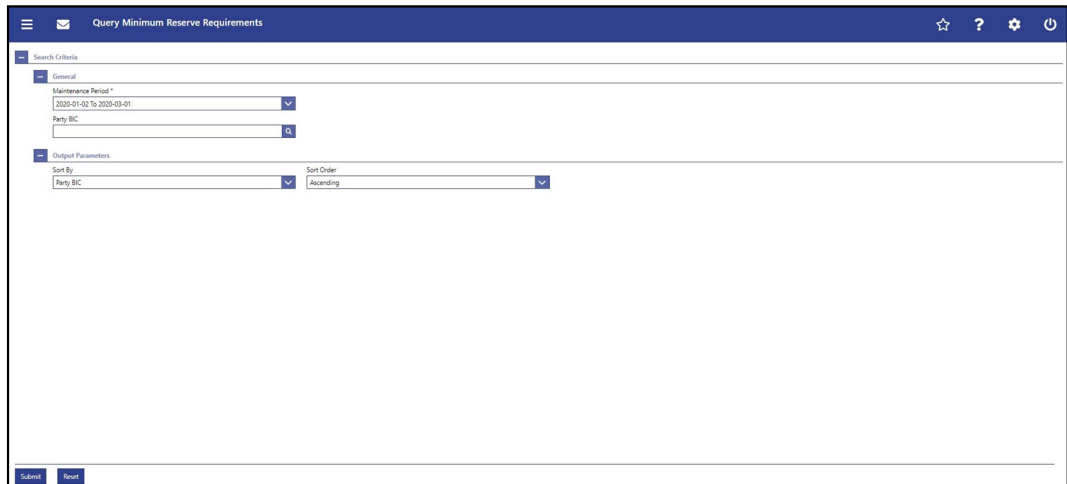 Query Minimum Reserve Requirements
?
Search Criteria
General
Maintenance Period *
2020-01-02 To 2020-03-01
Party BIC
Output Parameters
Sort By Sort Order
Party BIC Ascending
Submit Reset